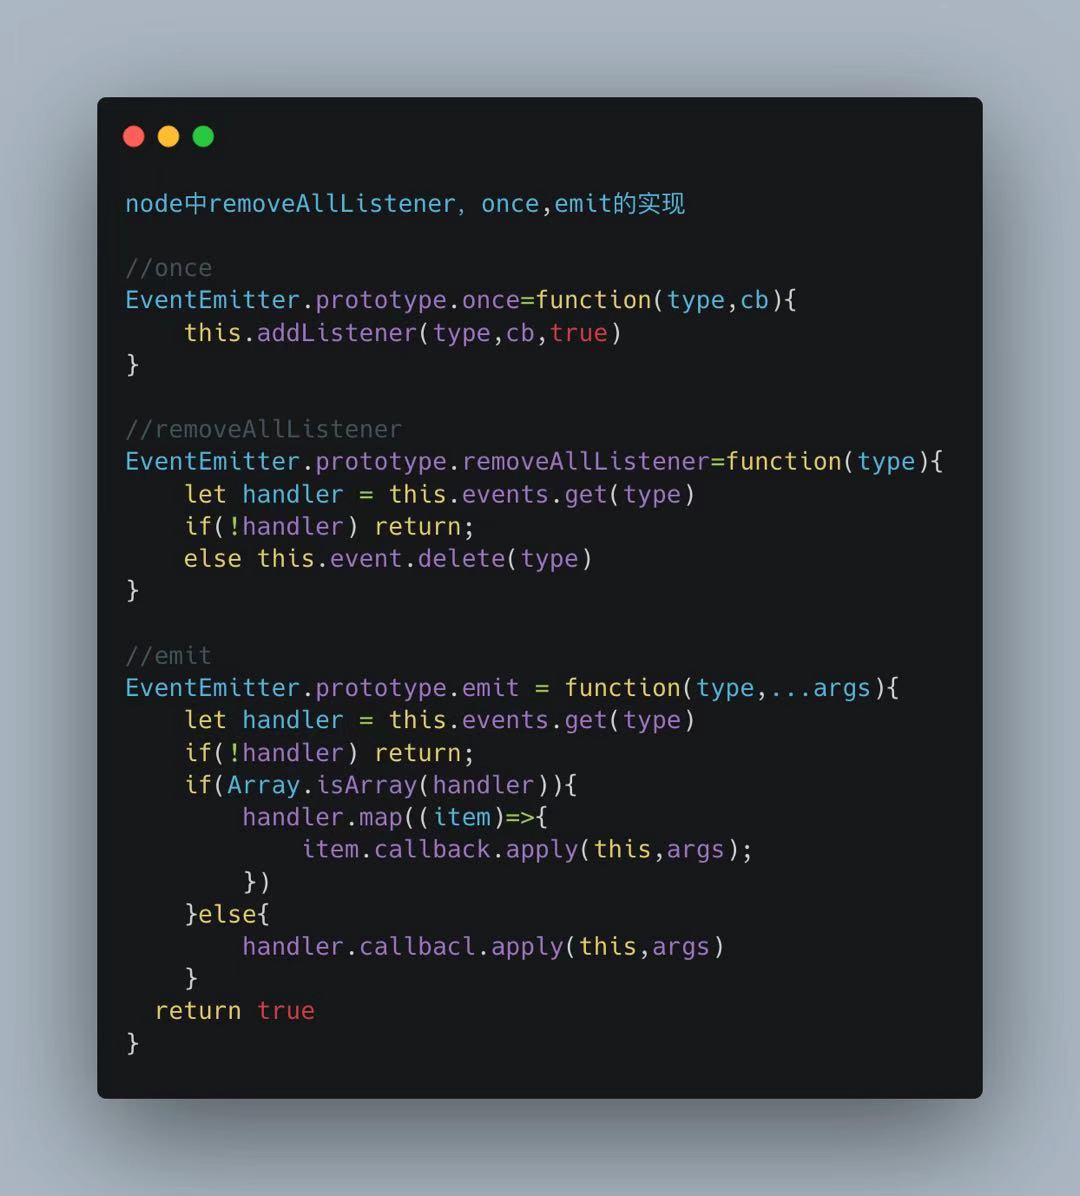 node中removeAllListener，once,emit的实现
//once
EventEmitter.prototype.once=function(type,cb){
    this.addListener(type,cb,true)
}
//removeAllListener
EventEmitter.prototype.removeAllListener=function(type){
    let handler = this.events.get(type)
    if(!handler) return;
    else this.event.delete(type)
}
//emit
EventEmitter.prototype.emit = function(type,...args){
    let handler = this.events.get(type)
    if(!handler) return;
    if(Array.isArray(handler)){
        handler.map((item)=>{
            item.callback.apply(this,args);
        })
    }else{
        handler.callbacl.apply(this,args)
    }
  return true
}